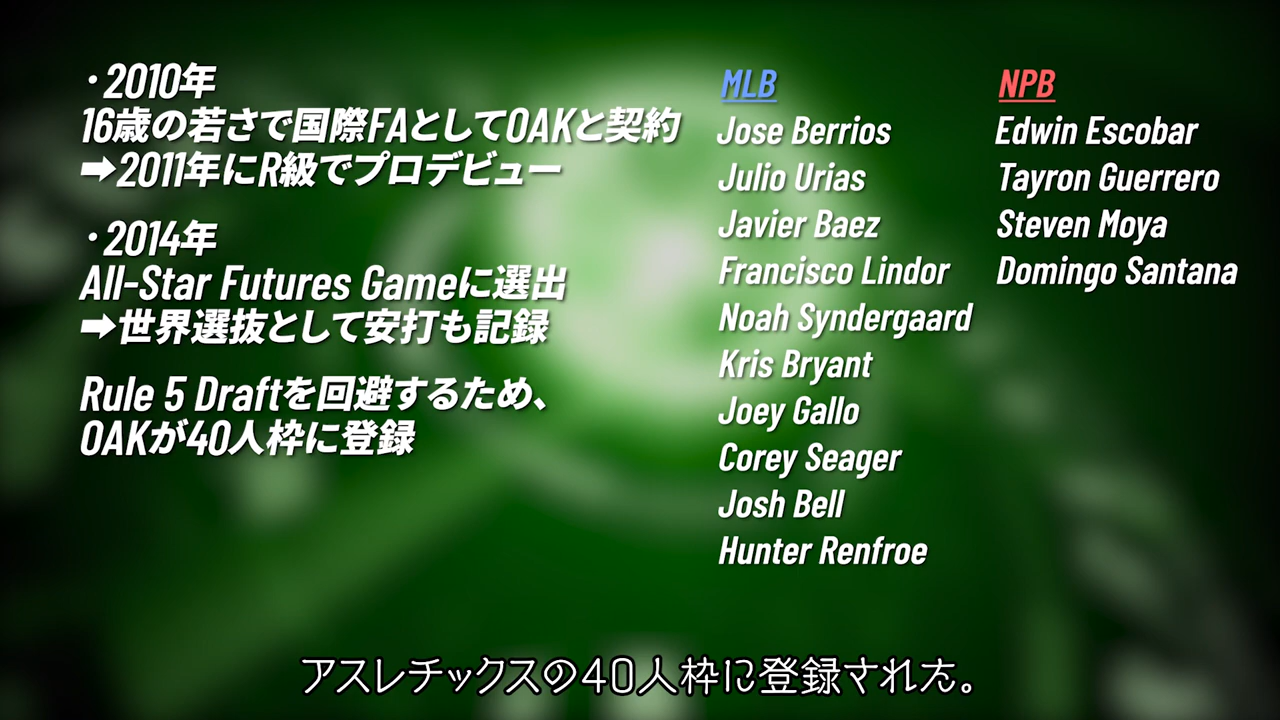 ・2010年
16歳の若さで国際FAとしてOAKと契約
➡2011年にR級でプロデビュー
・2014年
All-Star Futures Gameに選出
➡世界選抜として安打も記録
Rule 5 Draftを回避するため、
OAKが40人枠に登録
MLB
Jose Berrios
Julio Urias
Javier Baez
Francisco Lindor
Noah Syndergaard
Kris Bryant
Joey Gallo
Corey Seager
Josh Bell
Hunter Renfroe
NPB
Edwin Escobar
Tayron Guerrero
Steven Moya
Domingo Santana
アスレチックスの40人枠に登録された。